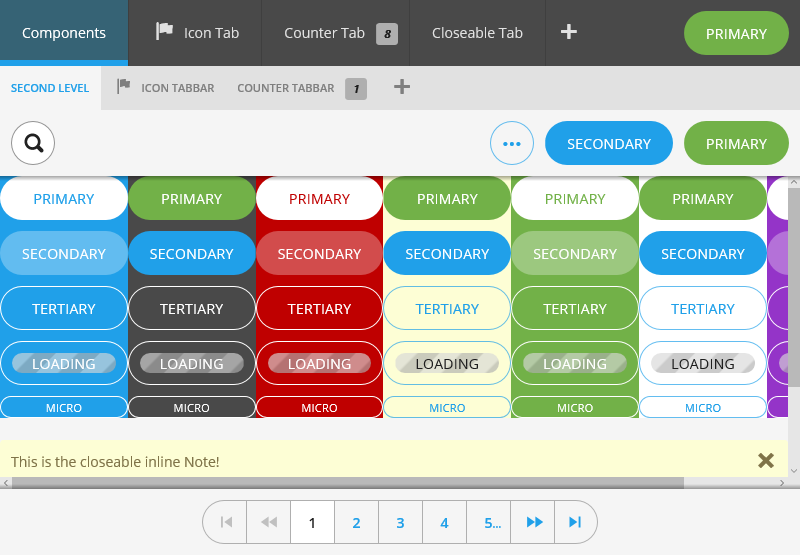 Components Icon Tab Counter Tab 8 Closeable Tab PRIMARY
SECOND LEVEL ICON TABBAR COUNTER TABBAR 1
SECONDARY PRIMARY
PRIMARY PRIMARY PRIMARY PRIMARY PRIMARY PRIMARY
SECONDARY SECONDARY SECONDARY SECONDARY SECONDARY SECONDARY
TERTIARY TERTIARY TERTIARY TERTIARY TERTIARY TERTIARY
LOADING LOADING LOADING LOADING LOADING LOADING
MICRO MICRO MICRO MICRO MICRO MICRO
This is the closeable inline Note!
1 2 3 4 5...